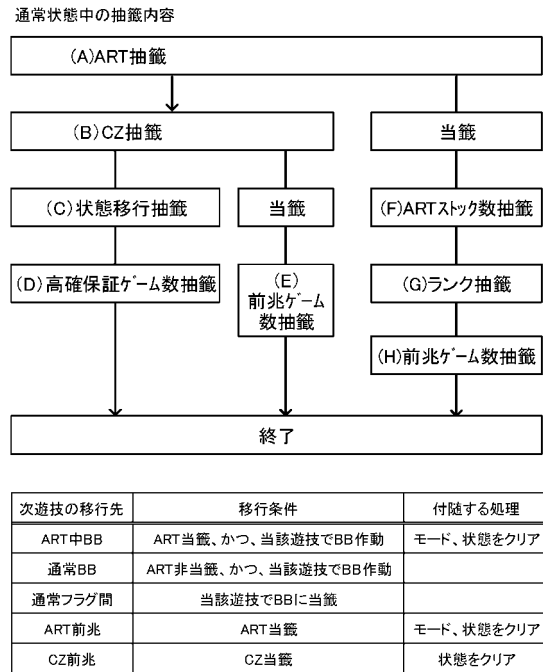 通常状態中の抽籤内容
(A)ART抽籤
(B)CZ抽籤
当籤
(C)状態移行抽籤
当籤
(F)ARTストック数抽籤
(D)高確保証ゲーム数抽籤
(E)
前兆ゲーム
数抽籤
(G)ランク抽籤
(H)前兆ゲーム数抽籤
終了
次遊技の移行先 移行条件 付随する処理
ART中BB ART当籤、かつ、当該遊技でBB作動 モード、状態をクリア
通常BB ART非当籤、かつ、当該遊技でBB作動
通常フラグ間 当該遊技でBBに当籤
ART前兆 ART当籤 モード、状態をクリア
CZ前兆 CZ当籤 状態をクリア